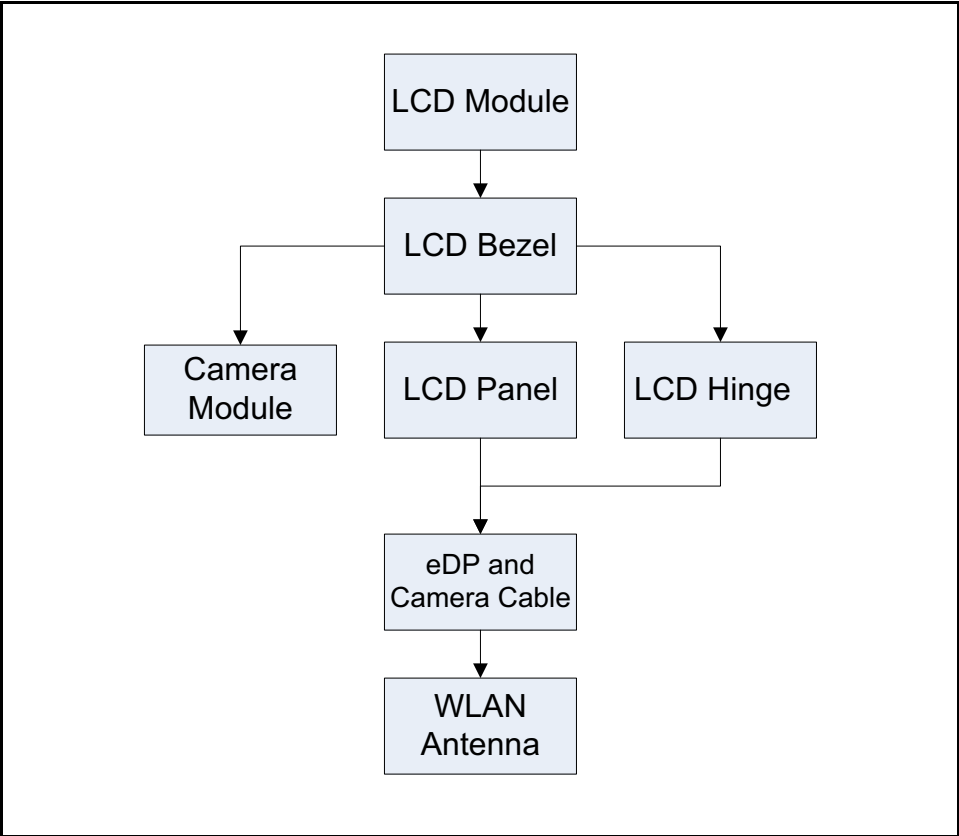 LCD Module
LCD Bezel
Camera
Module
LCD Panel
LCD Hinge
eDP and
Camera Cable
WLAN
Antenna